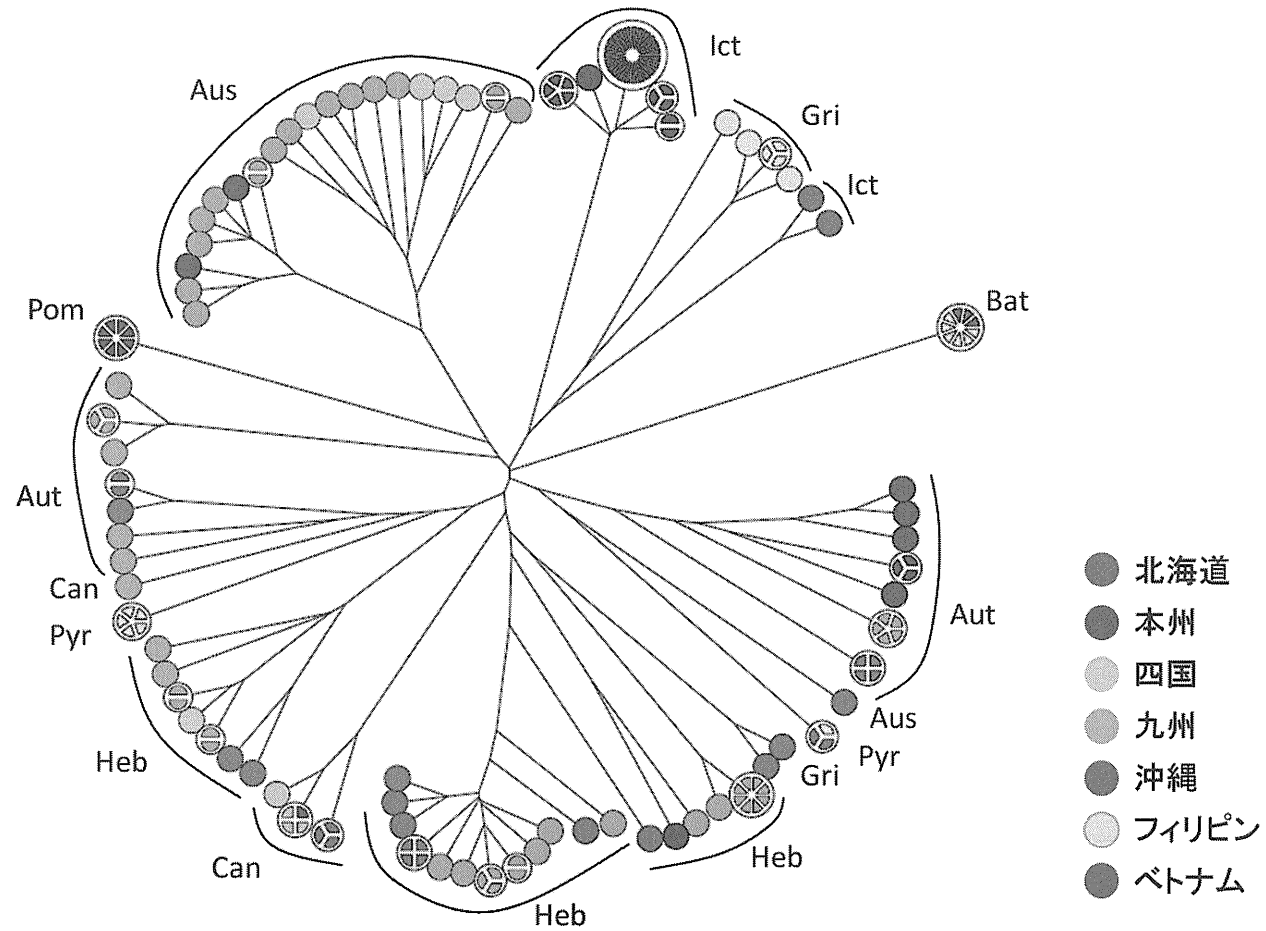 Ict
Aus
Gri
Ict
Bat
Pom
Aut
Can
Pyr
Heb
Can
Heb
Heb
Gri
Pyr
Aus
Aut
北海道
本州
四国
九州
沖縄
フィリピン
ベトナム